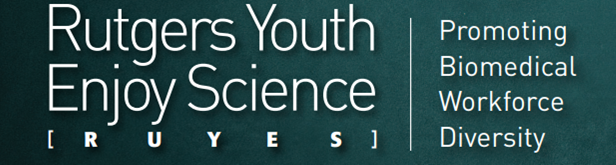 Rutgers Youth
Enjoy Science
[ R U Y E S ]
Promoting
Biomedical
Workforce
Diversity